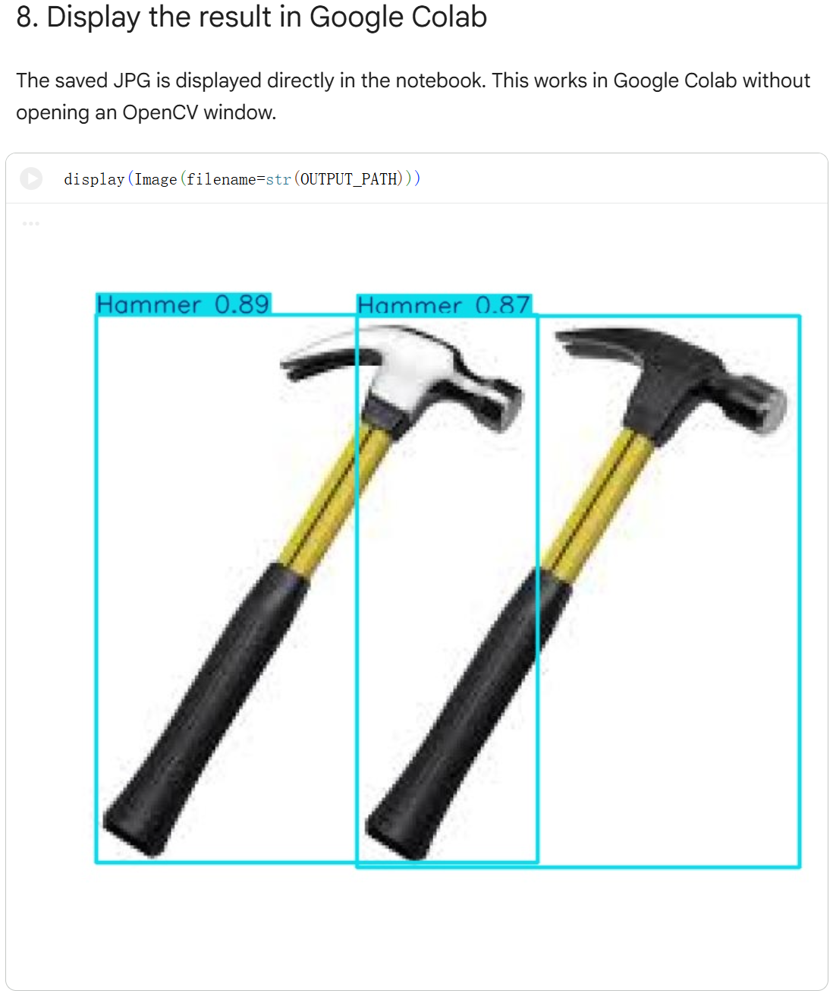 8. Display the result in Google Colab
The saved JPG is displayed directly in the notebook. This works in Google Colab without
opening an OpenCV window.
display(Image(filename=str(OUTPUT_PATH)))
Hammer 0.89
Hammer 0.87